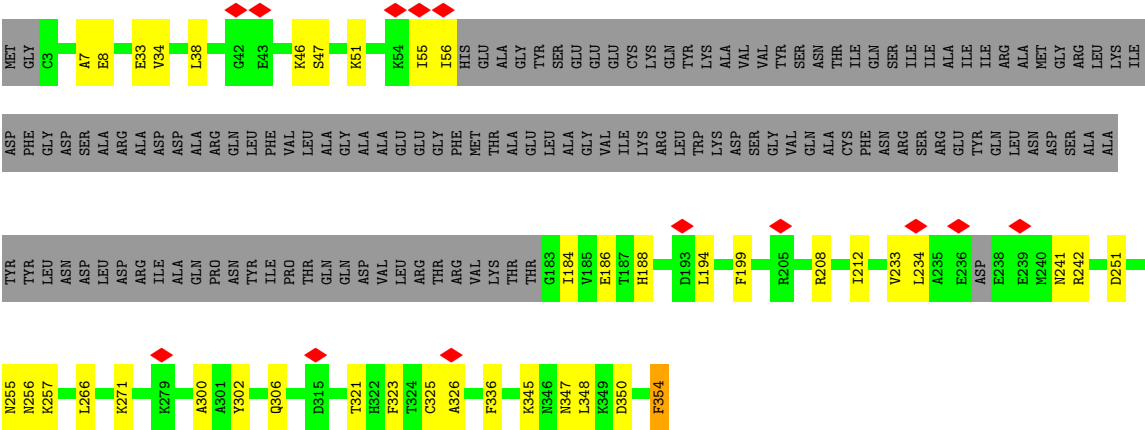 MET GLY C3 A7 E8 E33 V34 L38 G42 E43 K46 S47 K51 K54 I55 I56 HIS GLU ALA GLY TYR SER GLU GLU GLU CYS LYS GLN TYR LYS ALA VAL VAL TYR SER ASN THR ILE GLN SER ILE ILE ALA ILE ILE ARG ALA MET GLY ARG LEU LYS ILE
ASP PHE GLY ASP SER ALA ARG ALA ASP ASP ALA ARG GLN LEU PHE VAL LEU ALA GLY ALA ALA GLU GLU GLY PHE MET THR ALA GLU LEU ALA GLY VAL ILE LYS ARG LEU TRP LYS ASP SER GLY VAL GLN ALA CYS PHE ASN ARG SER ARG GLU TYR GLN LEU ASN ASP SER ALA ALA
TYR TYR LEU ASN ASP LEU ASP ARG ILE ALA GLN PRO ASN TYR ILE PRO THR GLN GLN ASP VAL LEU ARG THR ARG VAL LYS THR THR G183 I184 V185 E186 T187 H188 D193 L194 F199 R205 R208 I212 V233 L234 A235 E236 ASP E238 E239 M240 N241 R242 D251
N255 N256 K257 L266 K271 K279 A300 A301 Y302 Q306 D315 T321 H322 F323 T324 C325 A326 F336 K345 N346 N347 L348 K349 D350 F354